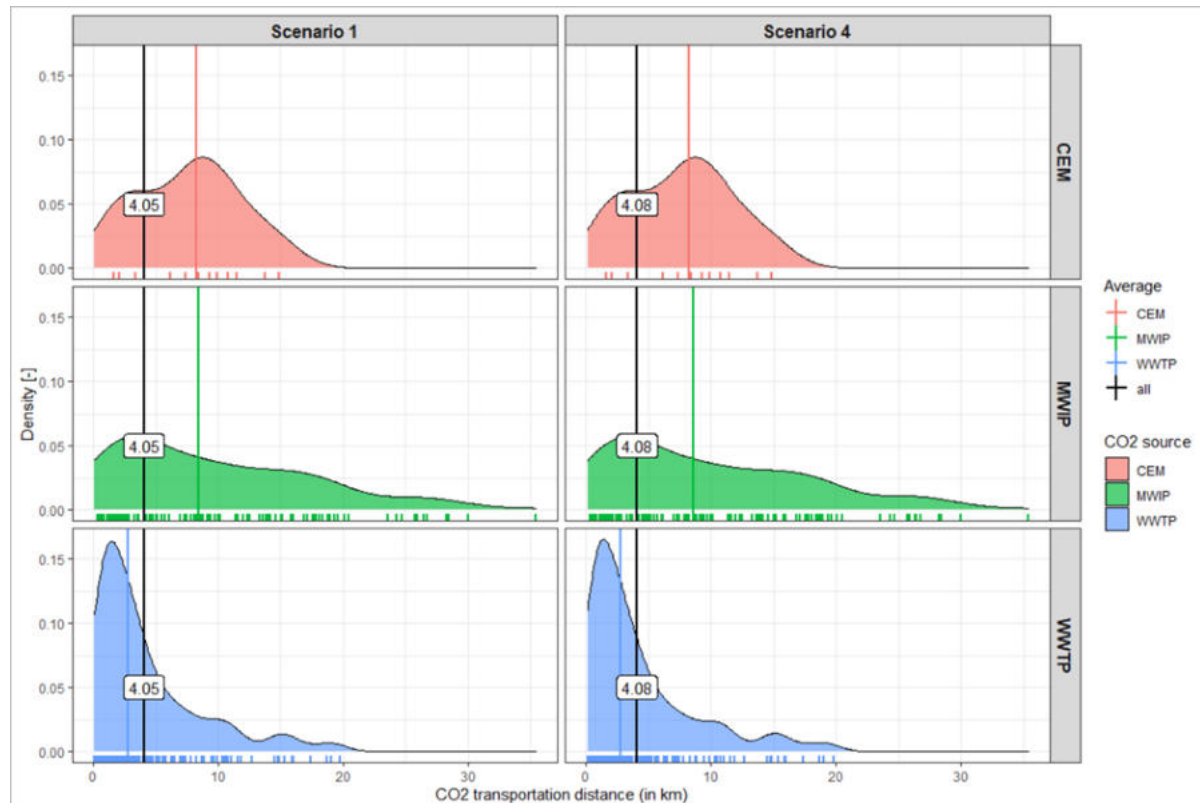 Scenario 1
Scenario 4
0.15
0.10
0.05
0.00
4.05
4.08
CEM
0.15
0.10
0.05
0.00
4.05
4.08
MWIP
0.15
0.10
0.05
0.00
4.05
4.08
WWTP
Density [-]
0 10 20 30
0 10 20 30
CO2 transportation distance (in km)
Average
CEM
MWIP
WWTP
all
CO2 source
CEM
MWIP
WWTP